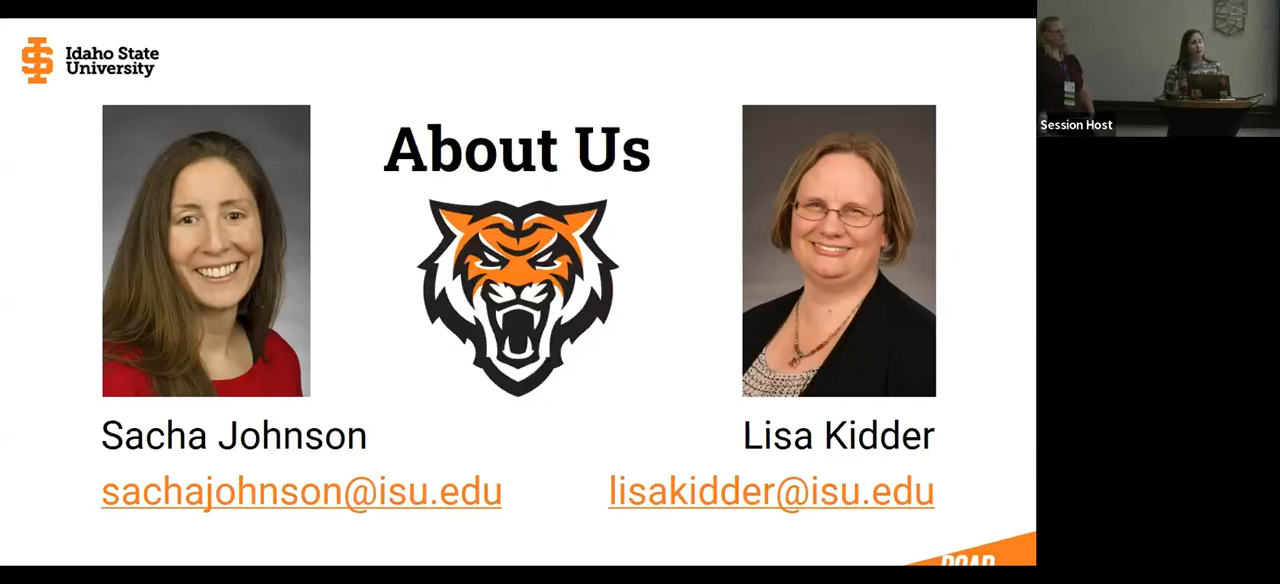 Idaho State
University
About Us
Sacha Johnson
Lisa Kidder
sachajohnson@isu.edu
lisakidder@isu.edu
Session Host